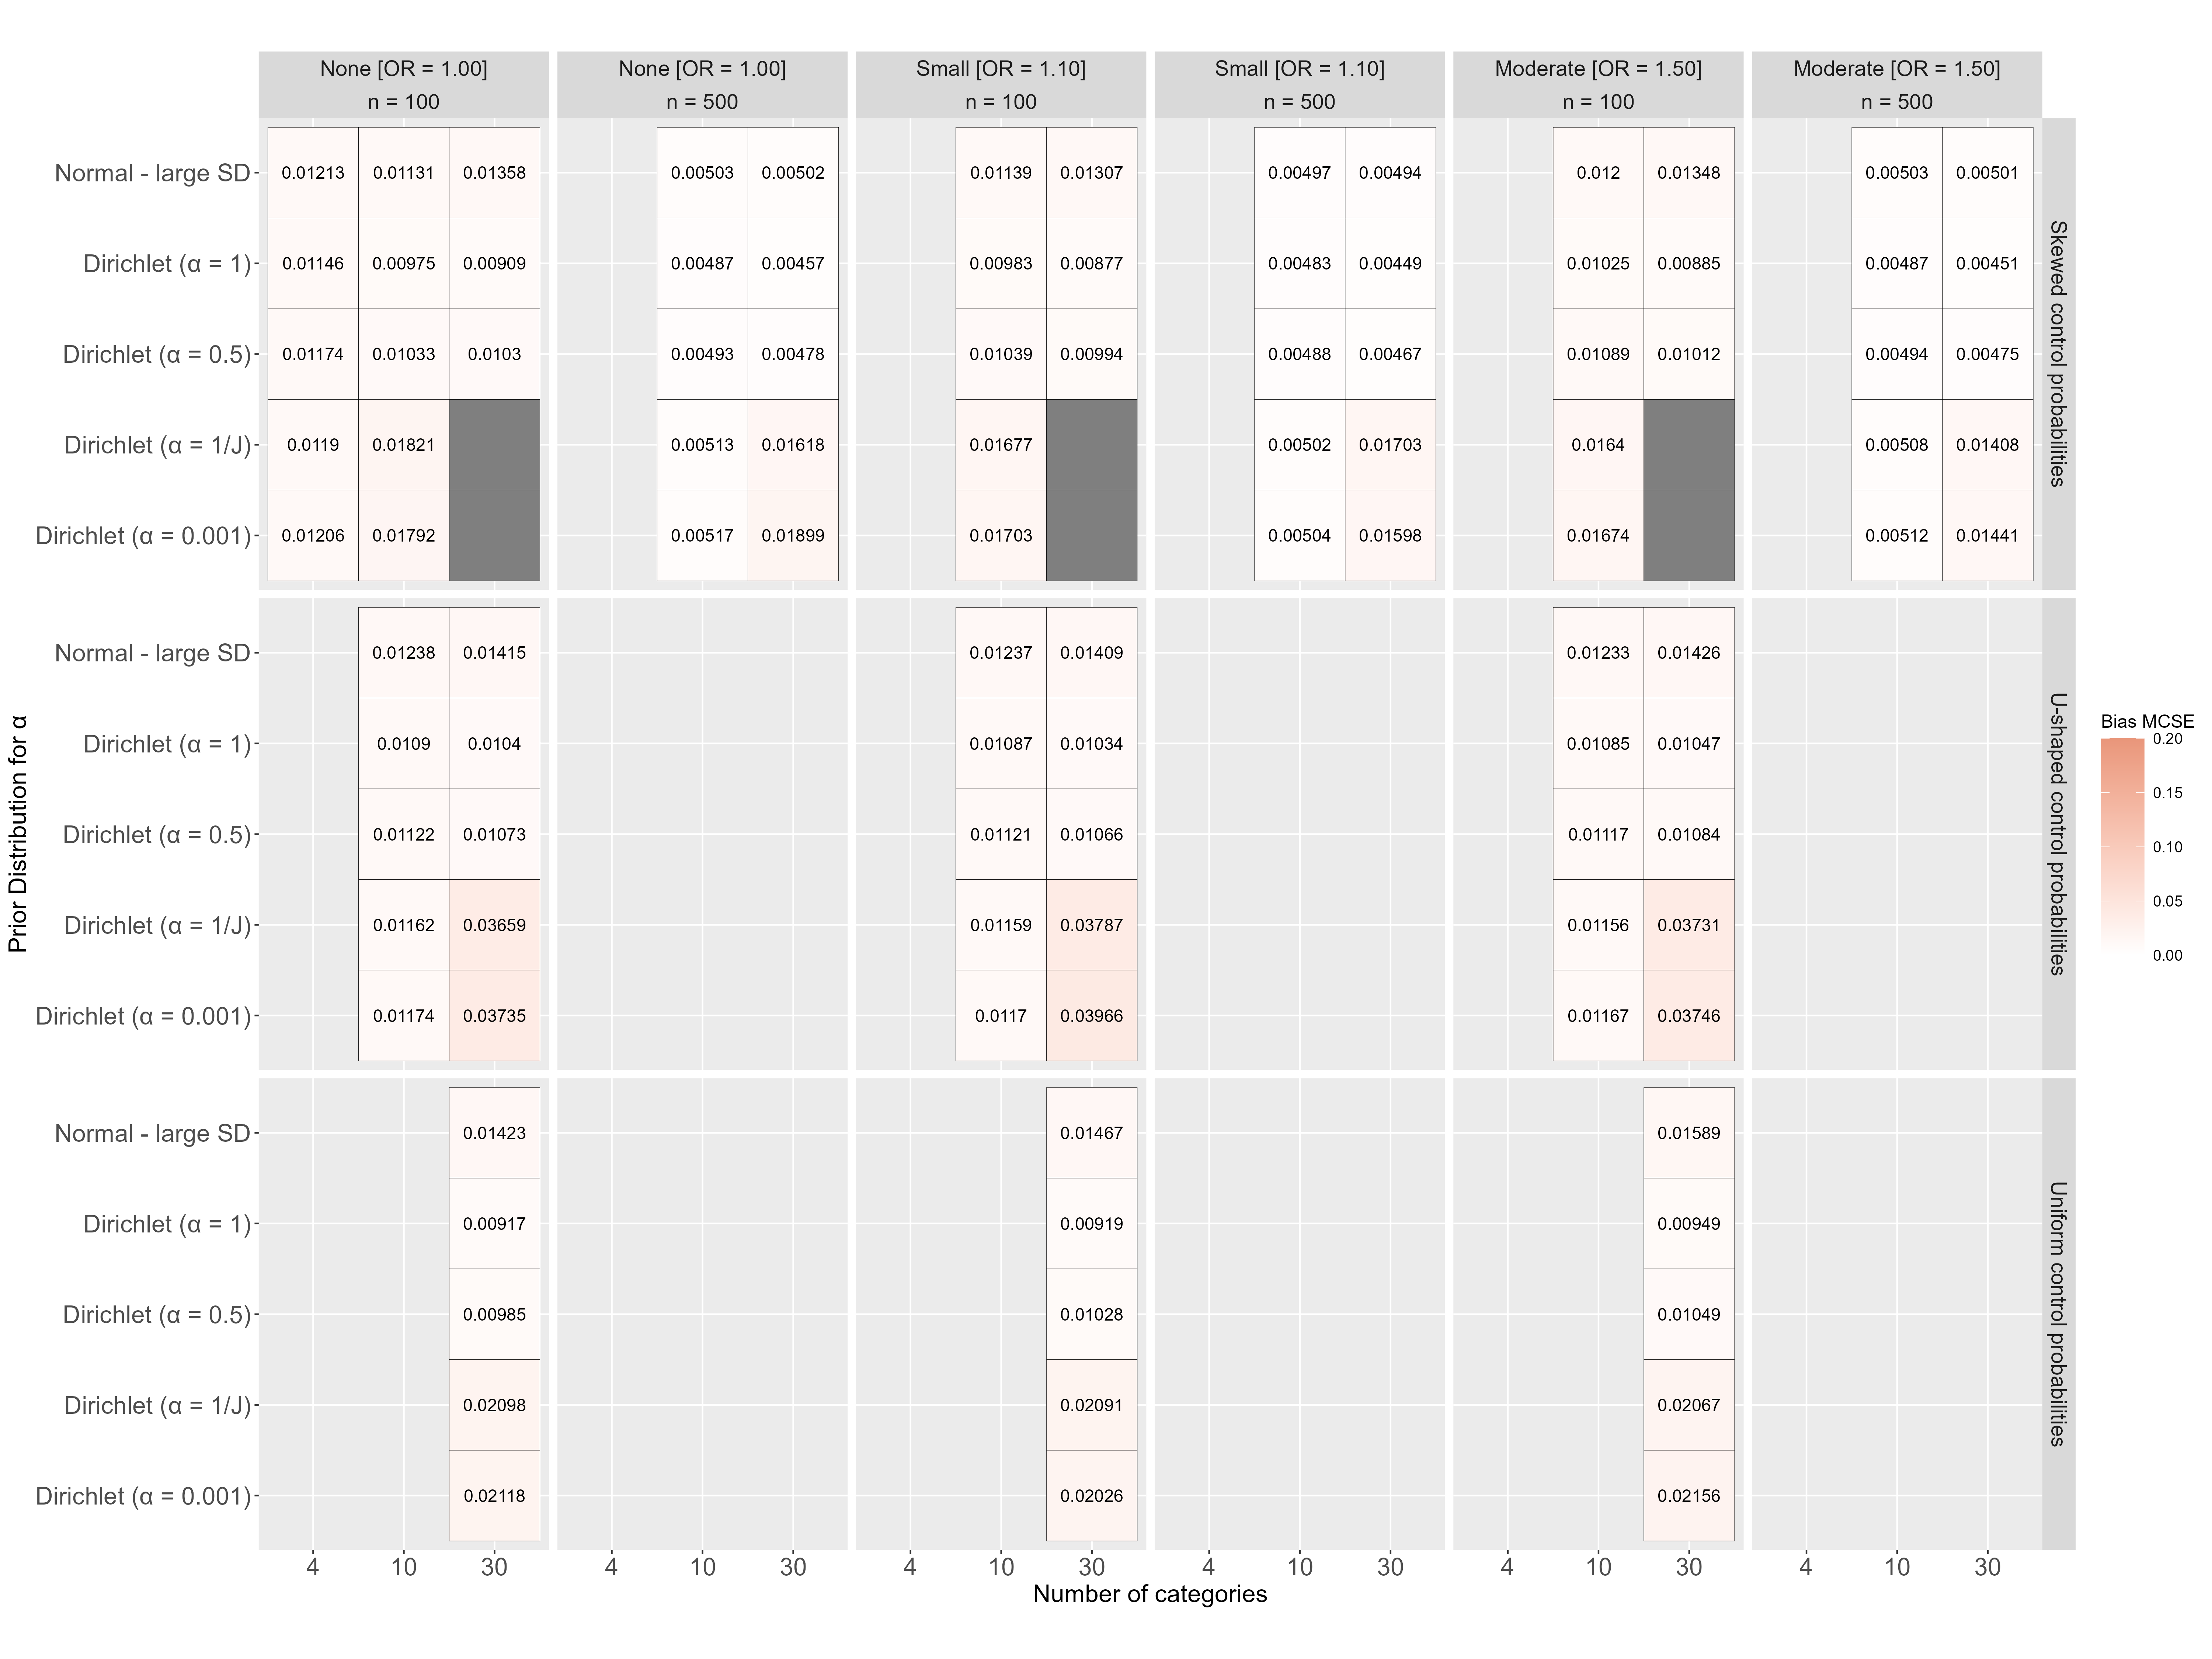 None [OR = 1.00] None [OR = 1.00] Small [OR = 1.10] Small [OR = 1.10] Moderate [OR = 1.50] Moderate [OR = 1.50]
n = 100 n = 500 n = 100 n = 500 n = 100 n = 500
Normal - large SD 0.01213 0.01131 0.01358 0.00503 0.00502 0.01139 0.01307 0.00497 0.00494 0.012 0.01348 0.00503 0.00501
Dirichlet (α = 1) 0.01146 0.00975 0.00909 0.00487 0.00457 0.00983 0.00877 0.00483 0.00449 0.01025 0.00885 0.00487 0.00451
Dirichlet (α = 0.5) 0.01174 0.01033 0.0103 0.00493 0.00478 0.01039 0.00994 0.00488 0.00467 0.01089 0.01012 0.00494 0.00475
Dirichlet (α = 1/J) 0.0119 0.01821 0.00513 0.01618 0.01677 0.00502 0.01703 0.0164 0.00508 0.01408
Dirichlet (α = 0.001) 0.01206 0.01792 0.00517 0.01899 0.01703 0.00504 0.01598 0.01674 0.00512 0.01441
Skewed control probabilities
Normal - large SD 0.01238 0.01415 0.01237 0.01409 0.01233 0.01426
Dirichlet (α = 1) 0.0109 0.0104 0.01087 0.01034 0.01085 0.01047
Dirichlet (α = 0.5) 0.01122 0.01073 0.01121 0.01066 0.01117 0.01084
Dirichlet (α = 1/J) 0.01162 0.03659 0.01159 0.03787 0.01156 0.03731
Dirichlet (α = 0.001) 0.01174 0.03735 0.0117 0.03966 0.01167 0.03746
U-shaped control probabilities
Normal - large SD 0.01423 0.01467 0.01589
Dirichlet (α = 1) 0.00917 0.00919 0.00949
Dirichlet (α = 0.5) 0.00985 0.01028 0.01049
Dirichlet (α = 1/J) 0.02098 0.02091 0.02067
Dirichlet (α = 0.001) 0.02118 0.02026 0.02156
Uniform control probabilities
4 10 30 4 10 30 4 10 30 4 10 30 4 10 30 4 10 30
Number of categories
Prior Distribution for α
Bias MCSE
0.20
0.15
0.10
0.05
0.00